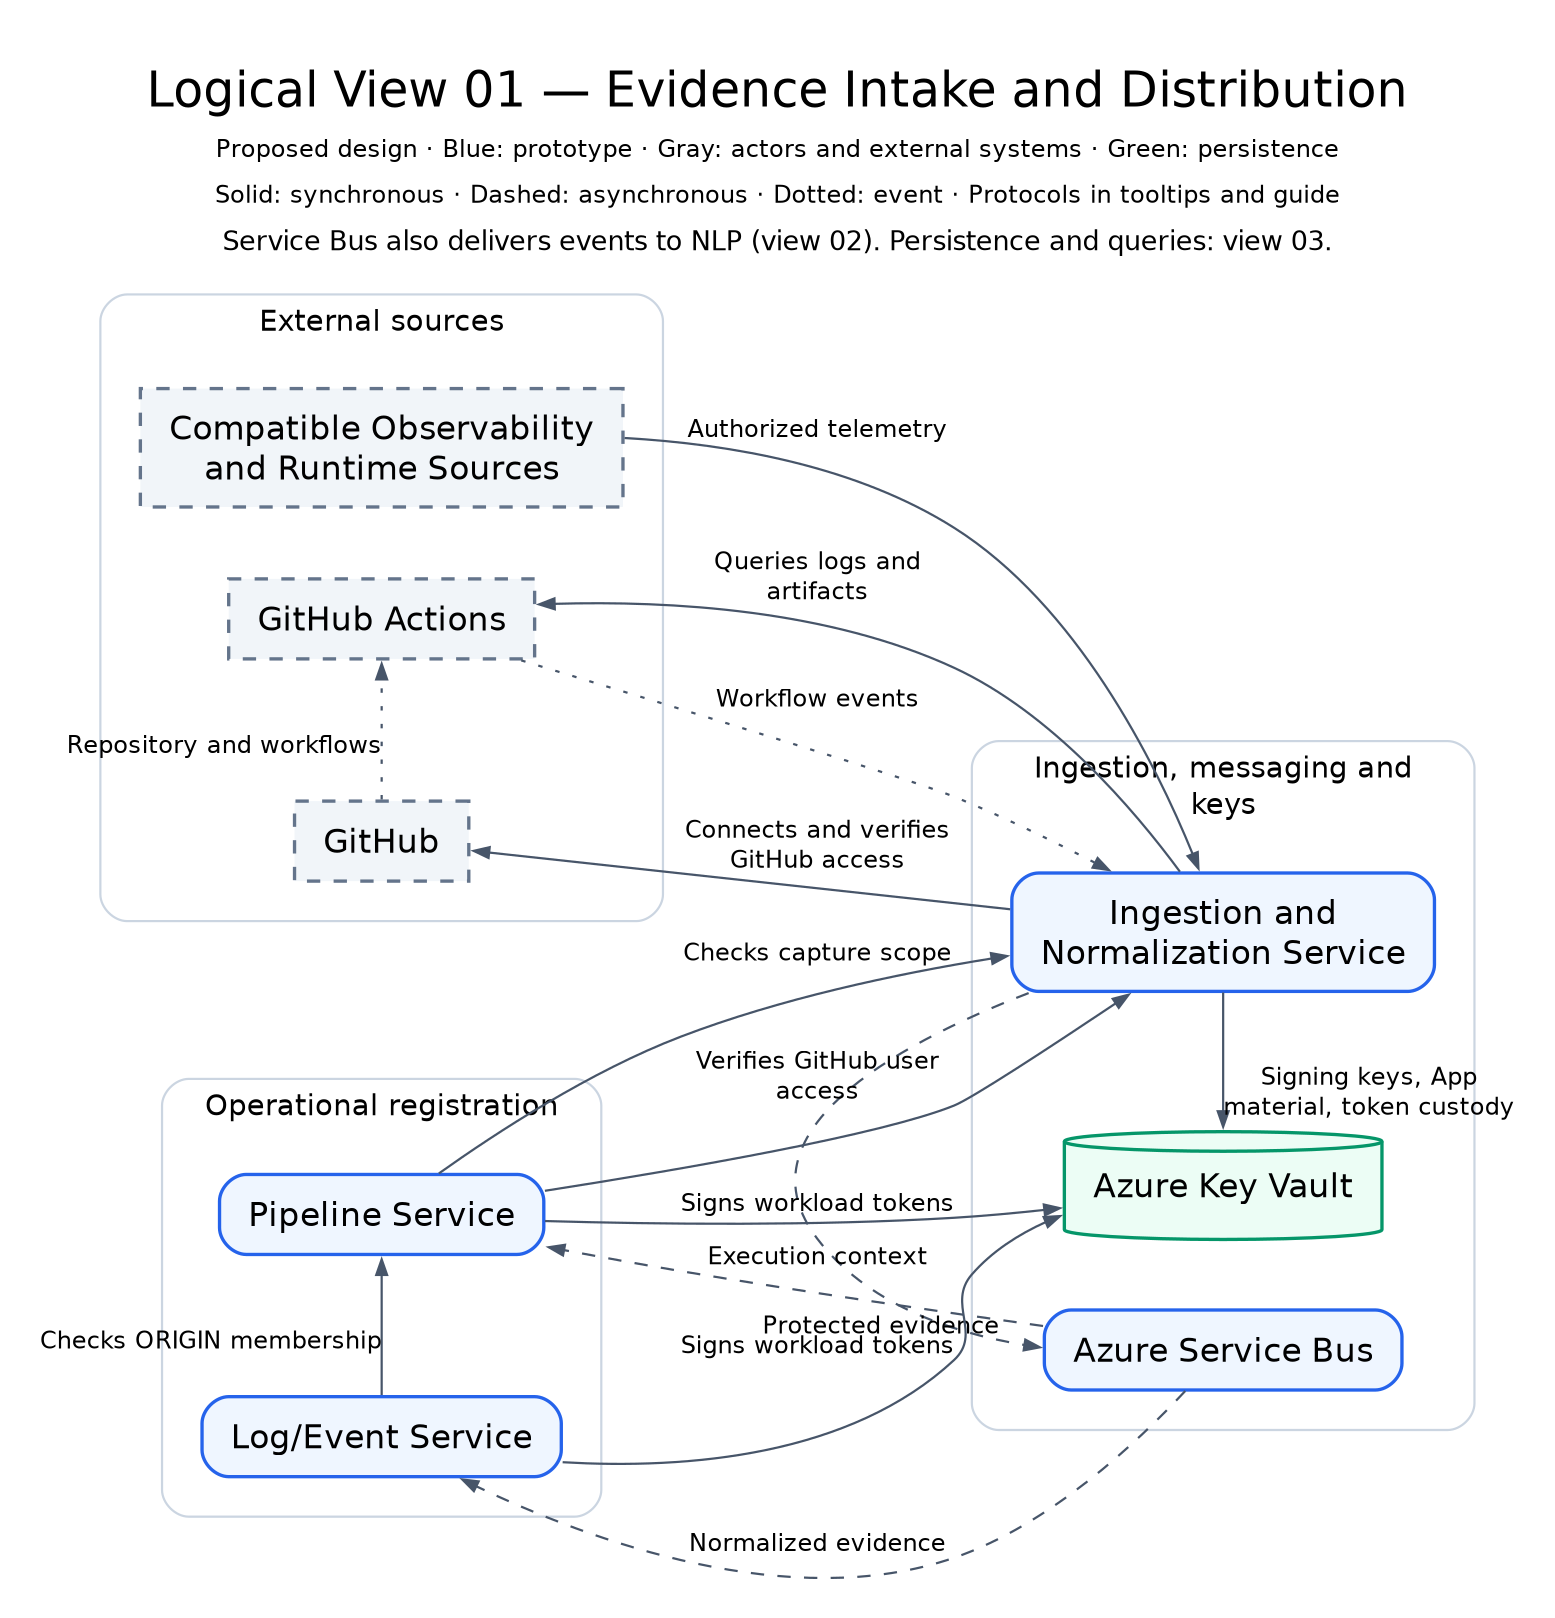 Logical View 01 — Evidence Intake and Distribution
Proposed design · Blue: prototype · Gray: actors and external systems · Green: persistence
Solid: synchronous · Dashed: asynchronous · Dotted: event · Protocols in tooltips and guide
Service Bus also delivers events to NLP (view 02). Persistence and queries: view 03.
External sources
Compatible Observability
and Runtime Sources
Authorized telemetry
Queries logs and
artifacts
GitHub Actions
Workflow events
Repository and workflows
GitHub
Connects and verifies
GitHub access
Ingestion, messaging and
keys
Ingestion and
Normalization Service
Checks capture scope
Verifies GitHub user
access
Signing keys, App
material, token custody
Operational registration
Pipeline Service
Signs workload tokens
Azure Key Vault
Execution context
Protected evidence
Signs workload tokens
Checks ORIGIN membership
Azure Service Bus
Log/Event Service
Normalized evidence